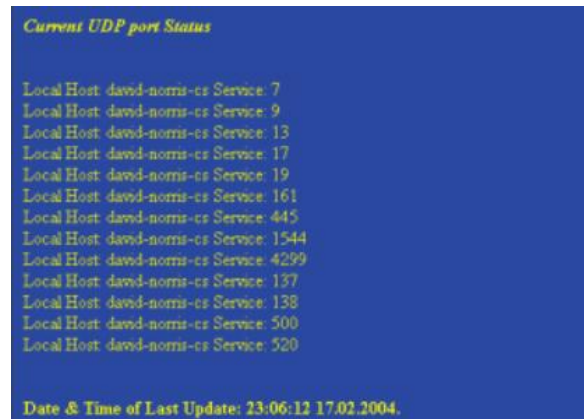 Current UDP port Status
Local Host: david-norris-cs Service: 7
Local Host: david-norris-cs Service: 9
Local Host: david-norris-cs Service: 13
Local Host: david-norris-cs Service: 17
Local Host: david-norris-cs Service: 19
Local Host: david-norris-cs Service: 161
Local Host: david-norris-cs Service: 445
Local Host: david-norris-cs Service: 1544
Local Host: david-norris-cs Service: 4299
Local Host: david-norris-cs Service: 137
Local Host: david-norris-cs Service: 138
Local Host: david-norris-cs Service: 500
Local Host: david-norris-cs Service: 520
Date & Time of Last Update: 23:06:12 17.02.2004.